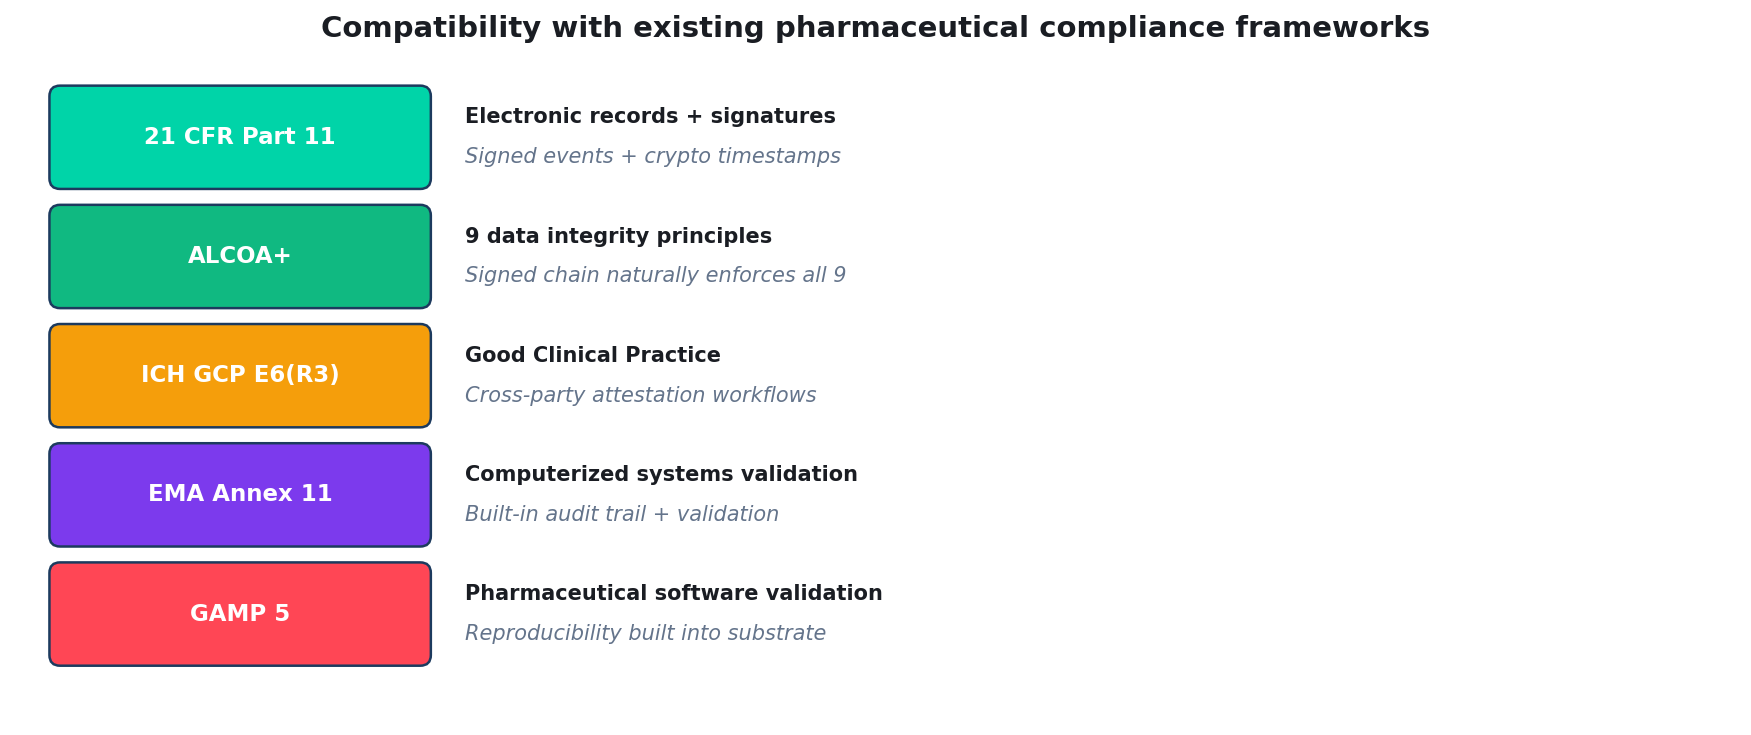 Compatibility with existing pharmaceutical compliance frameworks
21 CFR Part 11
Electronic records + signatures
Signed events + crypto timestamps
ALCOA+
9 data integrity principles
Signed chain naturally enforces all 9
ICH GCP E6(R3)
Good Clinical Practice
Cross-party attestation workflows
EMA Annex 11
Computerized systems validation
Built-in audit trail + validation
GAMP 5
Pharmaceutical software validation
Reproducibility built into substrate